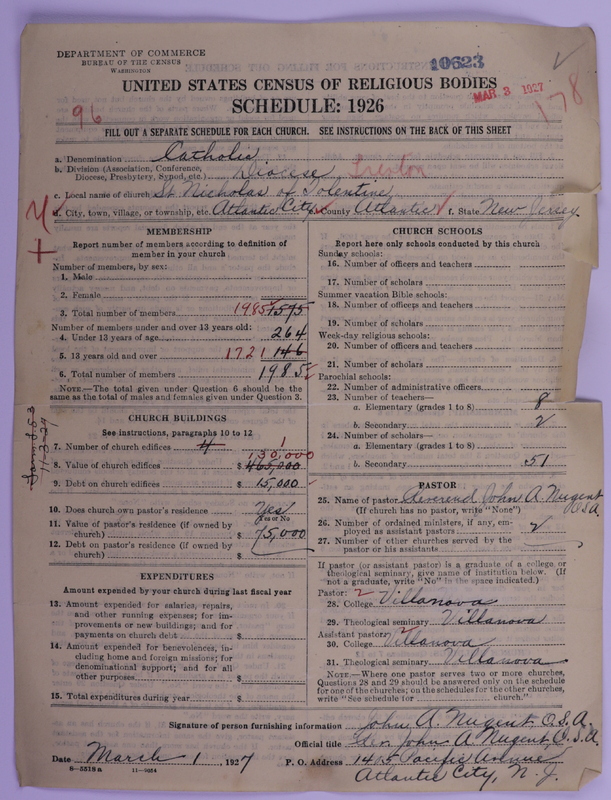 DEPARTMENT OF COMMERCE
BUREAU OF THE CENSUS
WASHINGTON
10623
MAR 3 1927
178
96
UNITED STATES CENSUS OF RELIGIOUS BODIES
SCHEDULE: 1926
FILL OUT A SEPARATE SCHEDULE FOR EACH CHURCH. SEE INSTRUCTIONS ON THE BACK OF THIS SHEET
a. Denomination Catholic
b. Division (Association, Conference, Diocese, Presbytery, Synod, etc.) Diocese Trenton
c. Local name of church St Nicholas of Tolentine
d. City, town, village, or township, etc. Atlantic City e. County Atlantic f. State New Jersey.
MEMBERSHIP
Report number of members according to definition of
member in your church
Number of members, by sex:
1. Male
2. Female
3. Total number of members 1985 1595
Number of members under and over 13 years old:
4. Under 13 years of age 264
5. 13 years old and over 1721 146
6. Total number of members 1985
NOTE.—The total given under Question 6 should be the
same as the total of males and females given under Question 3.
CHURCH BUILDINGS
See instructions, paragraphs 10 to 12
7. Number of church edifices 4 1
130,000
8. Value of church edifices $ 465,000
9. Debt on church edifices $ 15,000
10. Does church own pastor's residence Yes
Yes or No
11. Value of pastor's residence (if owned by
church) $ 75,000
12. Debt on pastor's residence (if owned by
church) $
EXPENDITURES
Amount expended by your church during last fiscal year
13. Amount expended for salaries, repairs,
and other running expenses; for im-
provements or new buildings; and for
payments on church debt $
14. Amount expended for benevolences, in-
cluding home and foreign missions; for
denominational support; and for all
other purposes $
15. Total expenditures during year $
CHURCH SCHOOLS
Report here only schools conducted by this church
Sunday schools:
16. Number of officers and teachers
17. Number of scholars
Summer vacation Bible schools:
18. Number of officers and teachers
19. Number of scholars
Week-day religious schools:
20. Number of officers and teachers
21. Number of scholars
Parochial schools:
22. Number of administrative officers
23. Number of teachers—
a. Elementary (grades 1 to 8) 8
b. Secondary 2
24. Number of scholars—
a. Elementary (grades 1 to 8)
b. Secondary 51
PASTOR
25. Name of pastor Reverend John A. Nugent
(If church has no pastor, write "None") O.S.A.
26. Number of ordained ministers, if any, em-
ployed as assistant pastors 2
27. Number of other churches served by the
pastor or his assistants
If pastor (or assistant pastor) is a graduate of a college or
theological seminary, give name of institution below. (If
not a graduate, write "No" in the space indicated.)
Pastor: 2
28. College Villanova
29. Theological seminary Villanova
Assistant pastor: 2
30. College Villanova
31. Theological seminary Villanova
NOTE.—Where one pastor serves two or more churches,
Questions 28 and 29 should be answered only on the schedule
for one of the churches; on the schedules for the other churches,
write "See schedule for church."
Signature of person furnishing information John A. Nugent, O.S.A.
Official title Rev. John A Nugent, O.S.A.
Date March 1, 1927 P. O. Address 1415 Pacific Avenue
8—5518a 11—9054
Atlantic City, N. J.